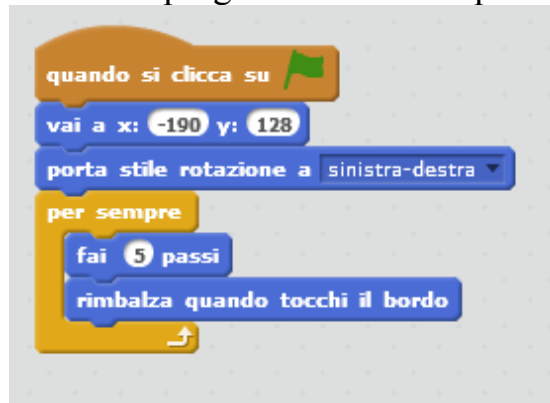 quando si clicca su
vai a x: -190 y: 128
porta stile rotazione a sinistra-destra
per sempre
fai 5 passi
rimbalza quando tocchi il bordo